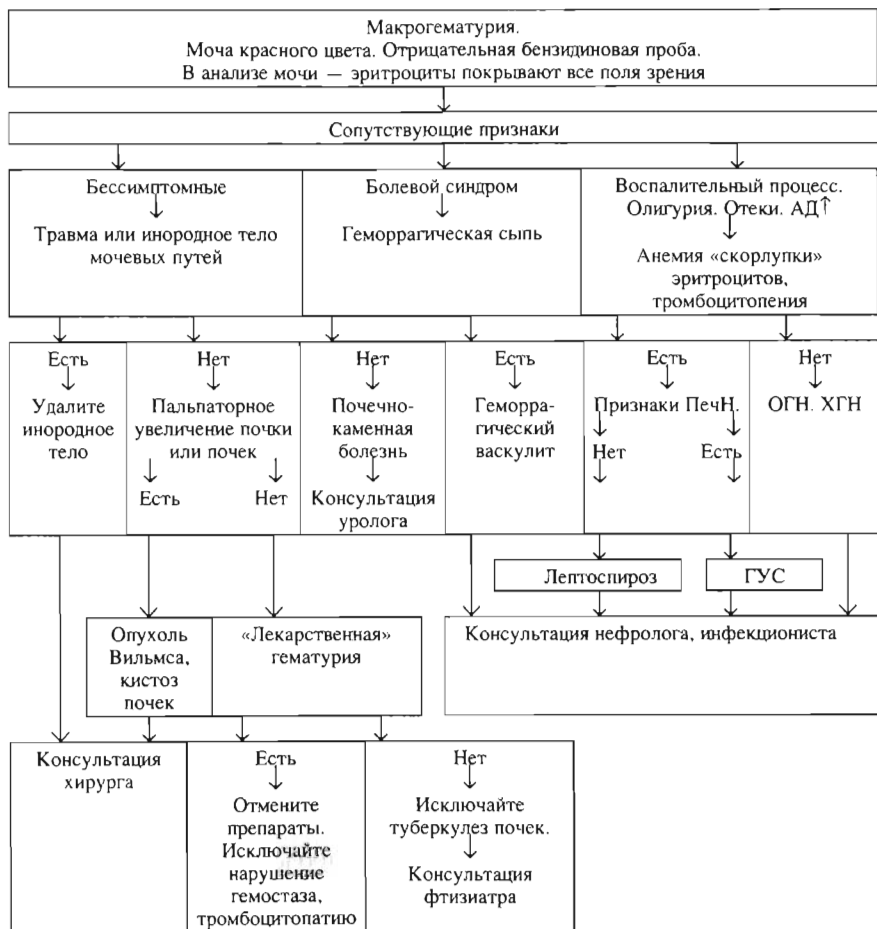 Макрогематурия.
Моча красного цвета. Отрицательная бензидиновая проба.
В анализе мочи — эритроциты покрывают все поля зрения
Сопутствующие признаки
Бессимптомные
Травма или инородное тело
мочевых путей
Болевой синдром
Геморрагическая сыпь
Воспалительный процесс.
Олигурия. Отеки. АД↑
Анемия «скорлупки»
эритроцитов,
тромбоцитопения
Есть
Удалите
инородное
тело
Нет
Пальпаторное
увеличение почки
или почек
Есть Нет
Нет
Почечно-
каменная
болезнь
Консультация
уролога
Есть
Геморра-
гический
васкулит
Есть
Признаки ПечН.
Нет Есть
Нет
ОГН. ХГН
Лептоспироз
ГУС
Опухоль
Вильмса,
кистоз
почек
«Лекарственная»
гематурия
Консультация нефролога, инфекциониста
Консультация
хирурга
Есть
Отмените
препараты.
Исключайте
нарушение
гемостаза,
тромбоцитопатию
Нет
Исключайте
туберкулез почек.
Консультация
фтизиатра